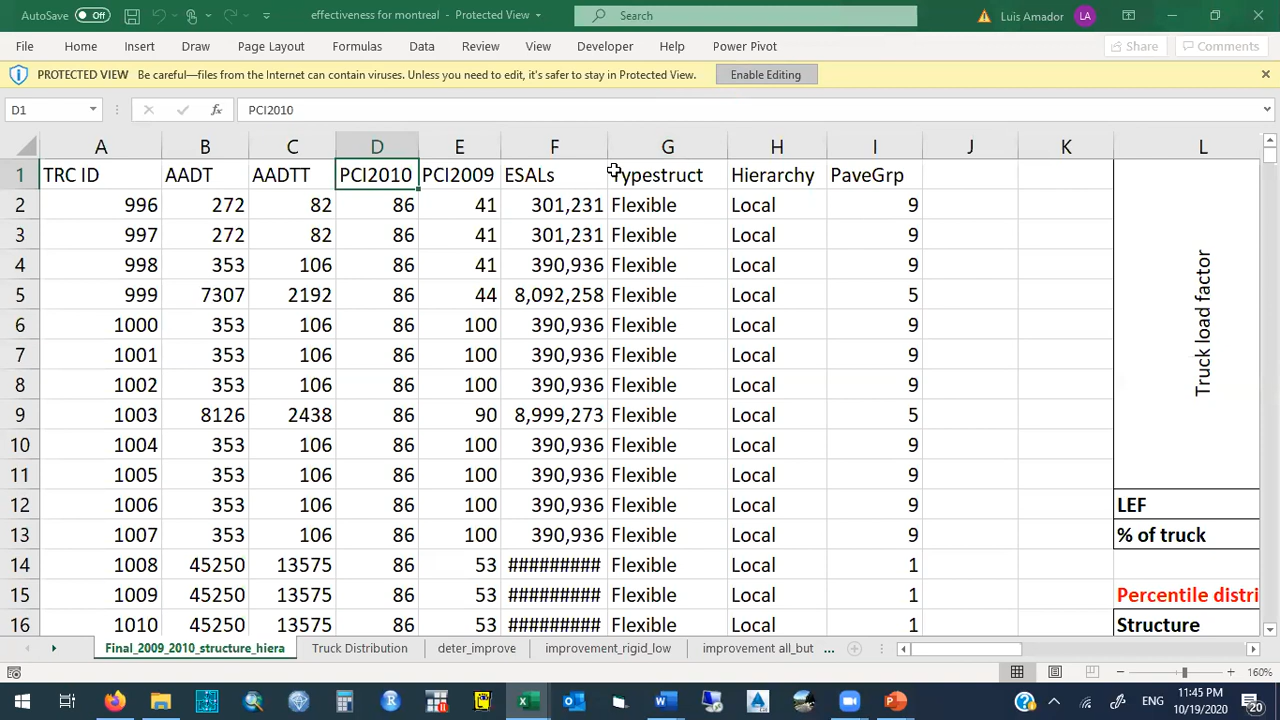 AutoSave Off effectiveness for montreal - Protected View Search Luis Amador LA
File Home Insert Draw Page Layout Formulas Data Review View Developer Help Power Pivot Share Comments
PROTECTED VIEW Be careful—files from the Internet can contain viruses. Unless you need to edit, it's safer to stay in Protected View. Enable Editing
D1 fx PCI2010
A B C D E F G H I J K L
1 TRC ID AADT AADTT PCI2010 PCI2009 ESALs Typestruct Hierarchy PaveGrp
2 996 272 82 86 41 301,231 Flexible Local 9
3 997 272 82 86 41 301,231 Flexible Local 9
4 998 353 106 86 41 390,936 Flexible Local 9
5 999 7307 2192 86 44 8,092,258 Flexible Local 5
6 1000 353 106 86 100 390,936 Flexible Local 9
7 1001 353 106 86 100 390,936 Flexible Local 9
8 1002 353 106 86 100 390,936 Flexible Local 9
9 1003 8126 2438 86 90 8,999,273 Flexible Local 5
10 1004 353 106 86 100 390,936 Flexible Local 9
11 1005 353 106 86 100 390,936 Flexible Local 9
Truck load factor
12 1006 353 106 86 100 390,936 Flexible Local 9 LEF
13 1007 353 106 86 100 390,936 Flexible Local 9 % of truck
14 1008 45250 13575 86 53 ######### Flexible Local 1
15 1009 45250 13575 86 53 ######### Flexible Local 1 Percentile distri
16 1010 45250 13575 86 53 ######### Flexible Local 1 Structure
Final_2009_2010_structure_hiera Truck Distribution deter_improve improvement_rigid_low improvement all_but ...
160%
ENG 11:45 PM 10/19/2020 20